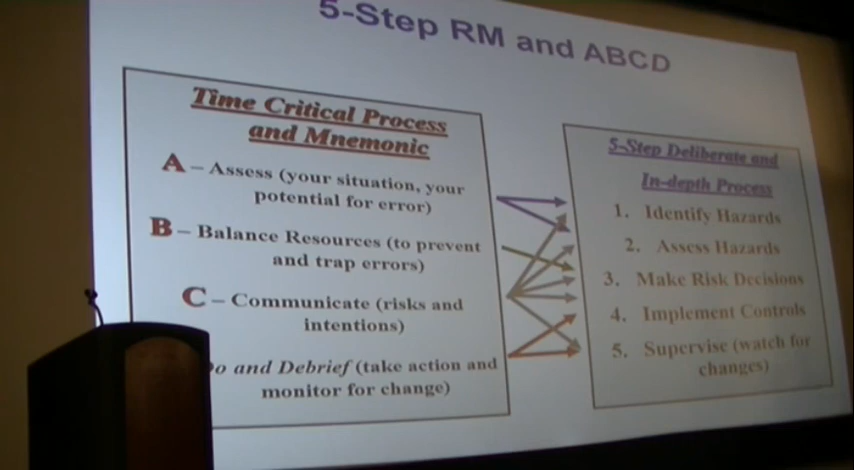 5-Step RM and ABCD
Time Critical Process
and Mnemonic
A – Assess (your situation, your
potential for error)
B – Balance Resources (to prevent
and trap errors)
C – Communicate (risks and
intentions)
o and Debrief (take action and
monitor for change)
5-Step Deliberate and
In-depth Process
1. Identify Hazards
2. Assess Hazards
3. Make Risk Decisions
4. Implement Controls
5. Supervise (watch for
changes)